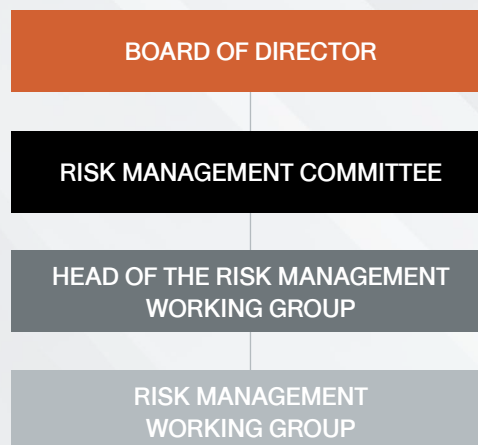 BOARD OF DIRECTOR
RISK MANAGEMENT COMMITTEE
HEAD OF THE RISK MANAGEMENT
WORKING GROUP
RISK MANAGEMENT
WORKING GROUP